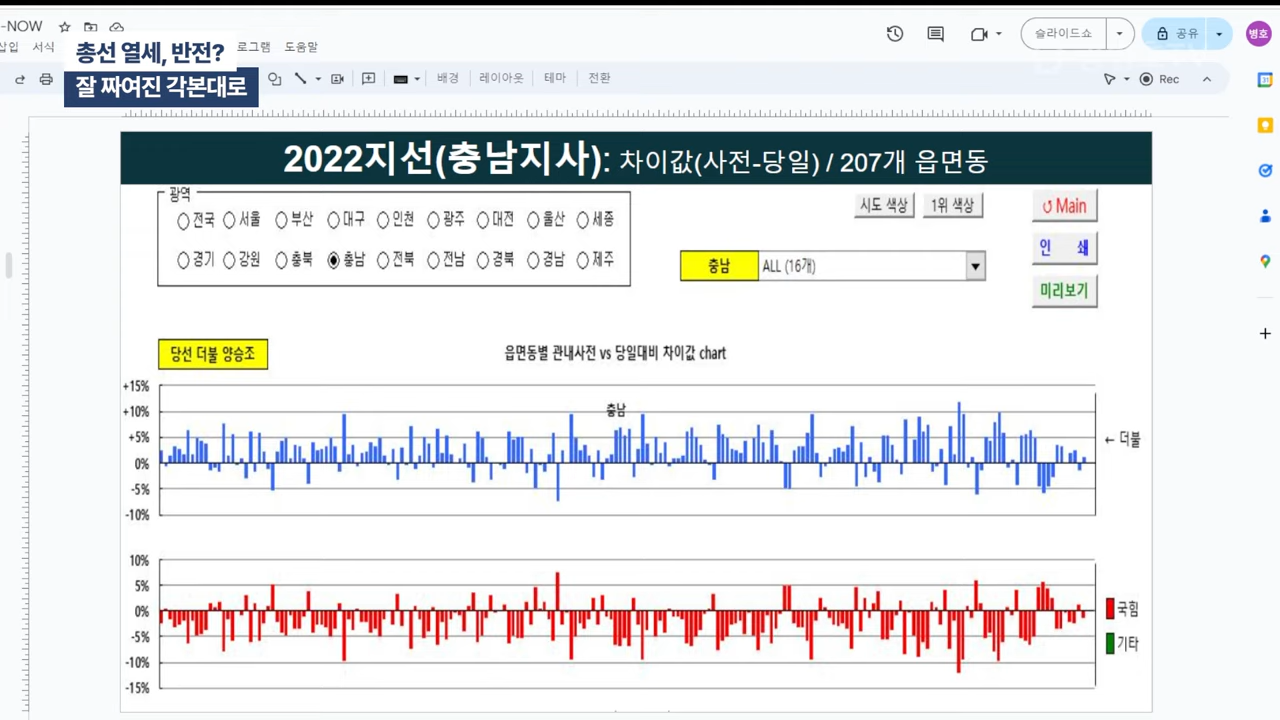 -NOW
삽입 서식 로그램 도움말
총선 열세, 반전?
잘 짜여진 각본대로
슬라이드쇼
공유
병호
배경 레이아웃 테마 전환
Rec
31
2022지선(충남지사): 차이값(사전-당일) / 207개 읍면동
광역
전국 서울 부산 대구 인천 광주 대전 울산 세종
경기 강원 충북 충남 전북 전남 경북 경남 제주
시도 색상 1위 색상
↺ Main
충남 ALL (16개)
인 쇄
미리보기
당선 더불 양승조
읍면동별 관내사전 vs 당일대비 차이값 chart
+15%
+10%
+5%
0%
-5%
-10%
충남
← 더불
10%
5%
0%
-5%
-10%
-15%
국힘
기타